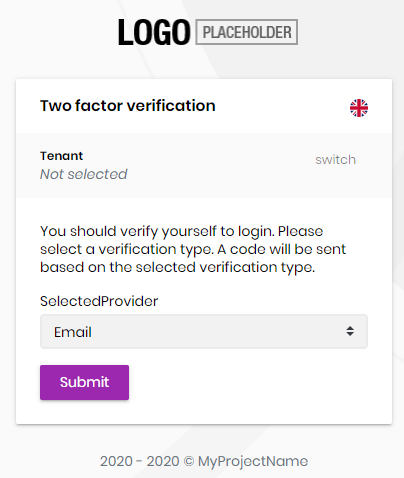 LOGO PLACEHOLDER
Two factor verification
Tenant
switch
Not selected
You should verify yourself to login. Please
select a verification type. A code will be sent
based on the selected verification type.
SelectedProvider
Email
Submit
2020 - 2020 © MyProjectName